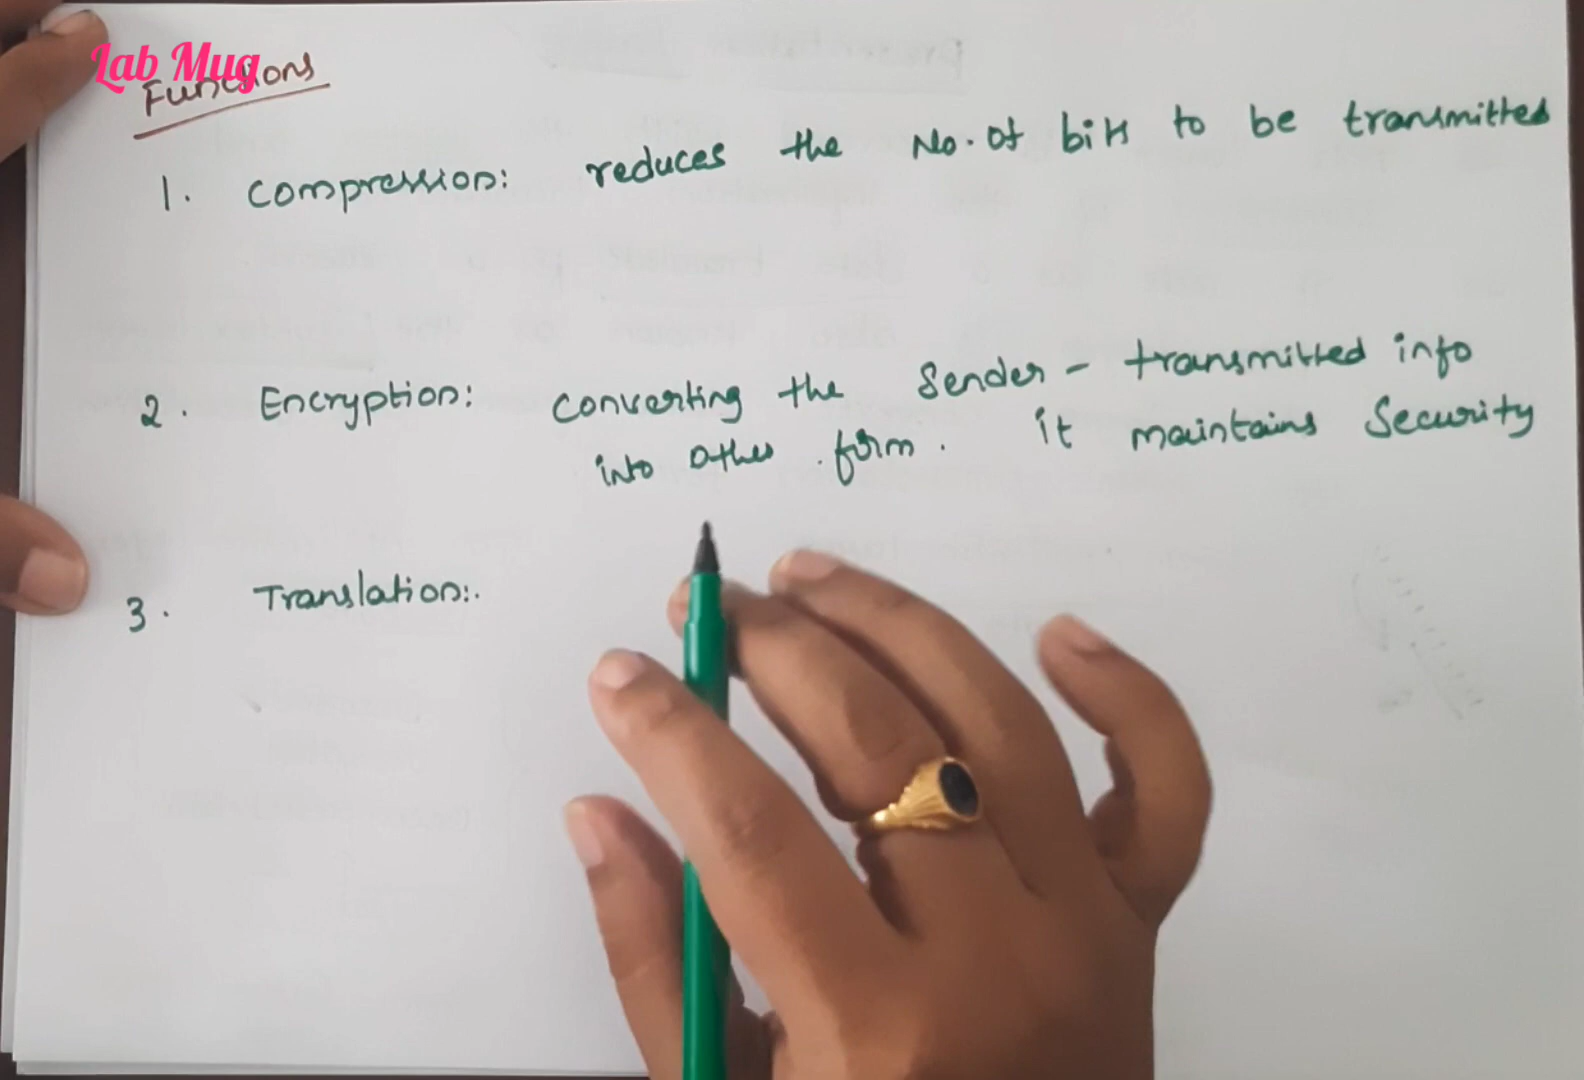 Lab Mug
Functions
1. Compression: reduces the No. of bits to be transmitted
2. Encryption: converting the Sender - transmitted info
into other form. it maintains Security
3. Translation:.